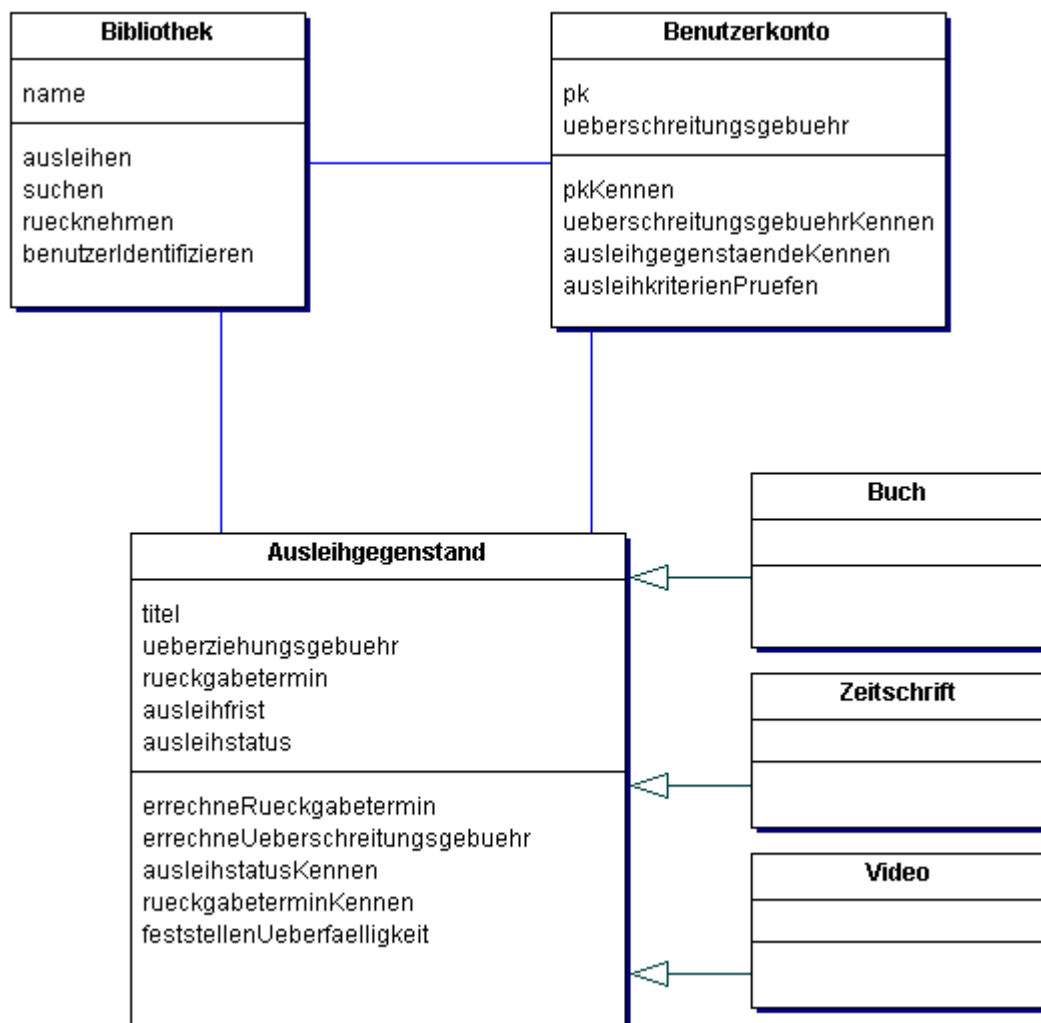 Bibliothek
name
ausleihen
suchen
ruecknehmen
benutzerIdentifizieren
Benutzerkonto
pk
ueberschreitungsgebuehr
pkKennen
ueberschreitungsgebuehrKennen
ausleihgegenstaendeKennen
ausleihkriterienPruefen
Ausleihgegenstand
titel
ueberziehungsgebuehr
rueckgabetermin
ausleihfrist
ausleihstatus
errechneRueckgabetermin
errechneUeberschreitungsgebuehr
ausleihstatusKennen
rueckgabeterminKennen
feststellenUeberfaelligkeit
Buch
Zeitschrift
Video